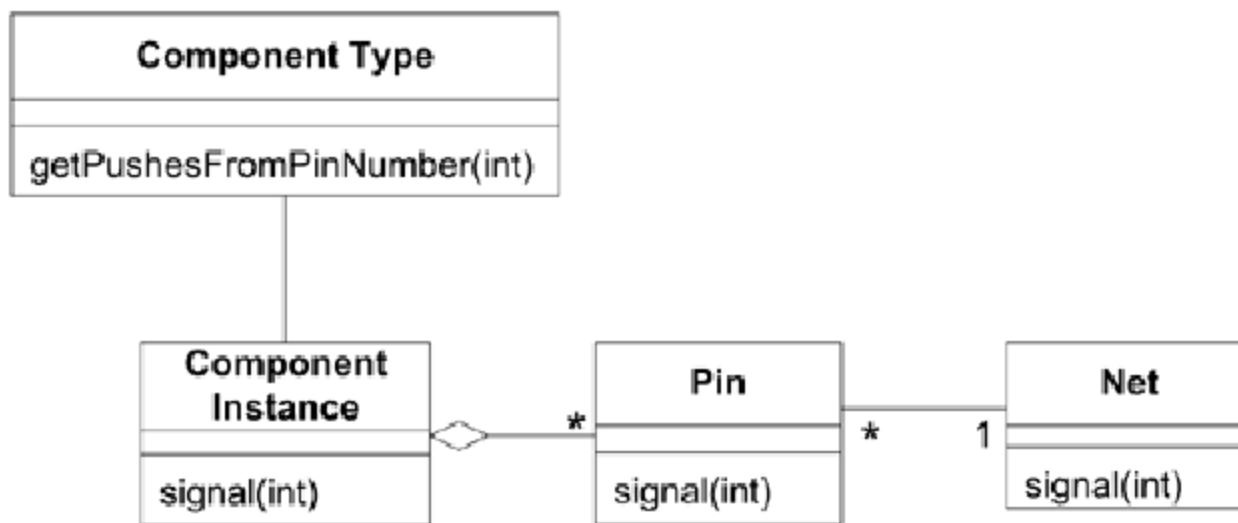 Component Type
getPushesFromPinNumber(int)
Component
Instance
signal(int)
*
Pin
signal(int)
*
1
Net
signal(int)